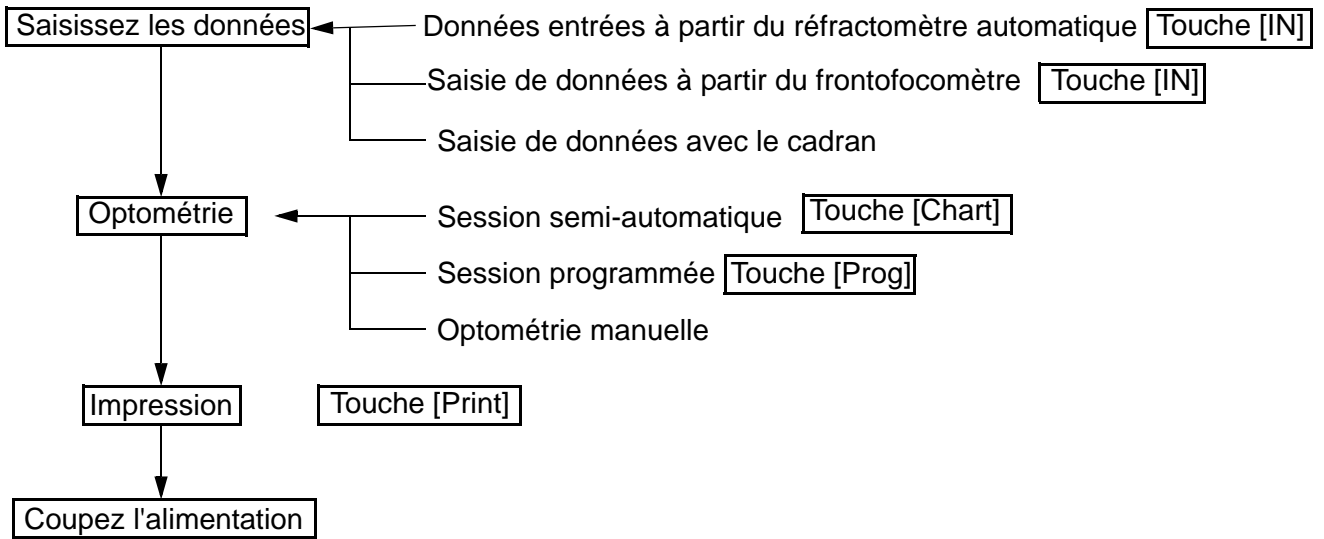 Saisissez les données Données entrées à partir du réfractomètre automatique Touche [IN]
Saisie de données à partir du frontofocomètre Touche [IN]
Saisie de données avec le cadran
Optométrie Session semi-automatique Touche [Chart]
Session programmée Touche [Prog]
Optométrie manuelle
Impression Touche [Print]
Coupez l'alimentation